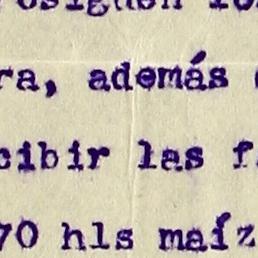 ra, además
cibir las f
70 hls maíz